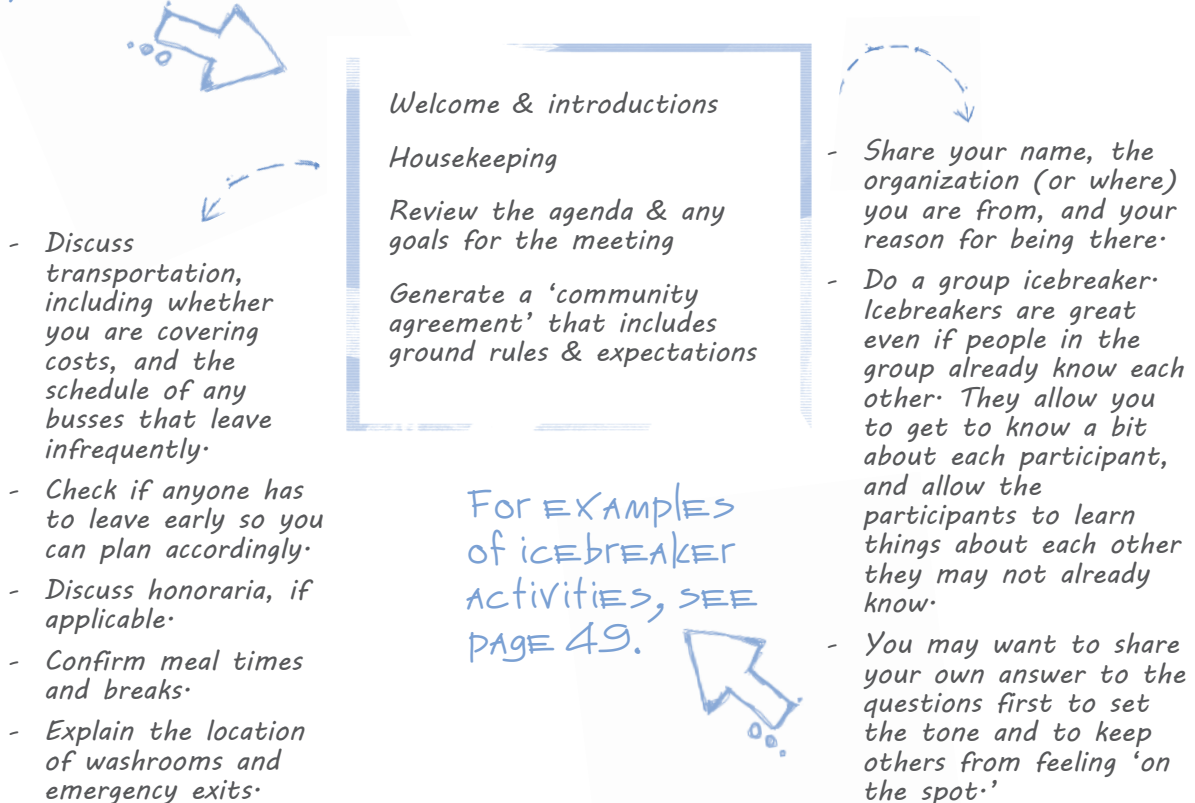 Welcome & introductions
Housekeeping
Review the agenda & any
goals for the meeting
Generate a ‘community
agreement’ that includes
ground rules & expectations
- Discuss
transportation,
including whether
you are covering
costs, and the
schedule of any
busses that leave
infrequently.
- Check if anyone has
to leave early so you
can plan accordingly.
- Discuss honoraria, if
applicable.
- Confirm meal times
and breaks.
- Explain the location
of washrooms and
emergency exits.
For examples
of icebreaker
activities, see
page 49.
- Share your name, the
organization (or where)
you are from, and your
reason for being there.
- Do a group icebreaker.
Icebreakers are great
even if people in the
group already know each
other. They allow you
to get to know a bit
about each participant,
and allow the
participants to learn
things about each other
they may not already
know.
- You may want to share
your own answer to the
questions first to set
the tone and to keep
others from feeling ‘on
the spot.’